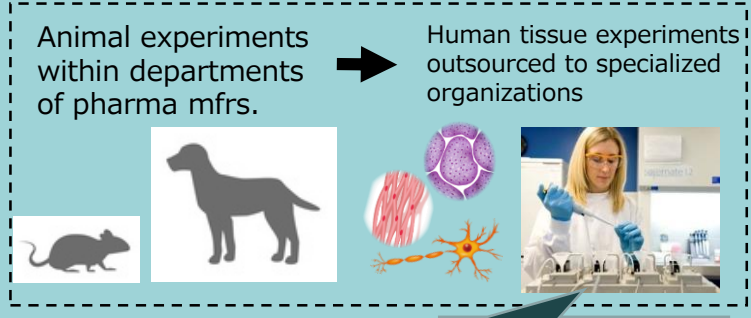 Animal experiments
within departments
of pharma mfrs.
Human tissue experiments
outsourced to specialized
organizations